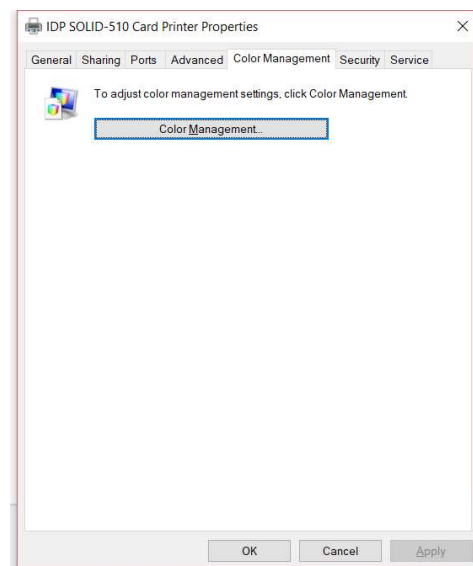 IDP SOLID-510 Card Printer Properties
General Sharing Ports Advanced Color Management Security Service
To adjust color management settings, click Color Management.
Color Management...
OK Cancel Apply